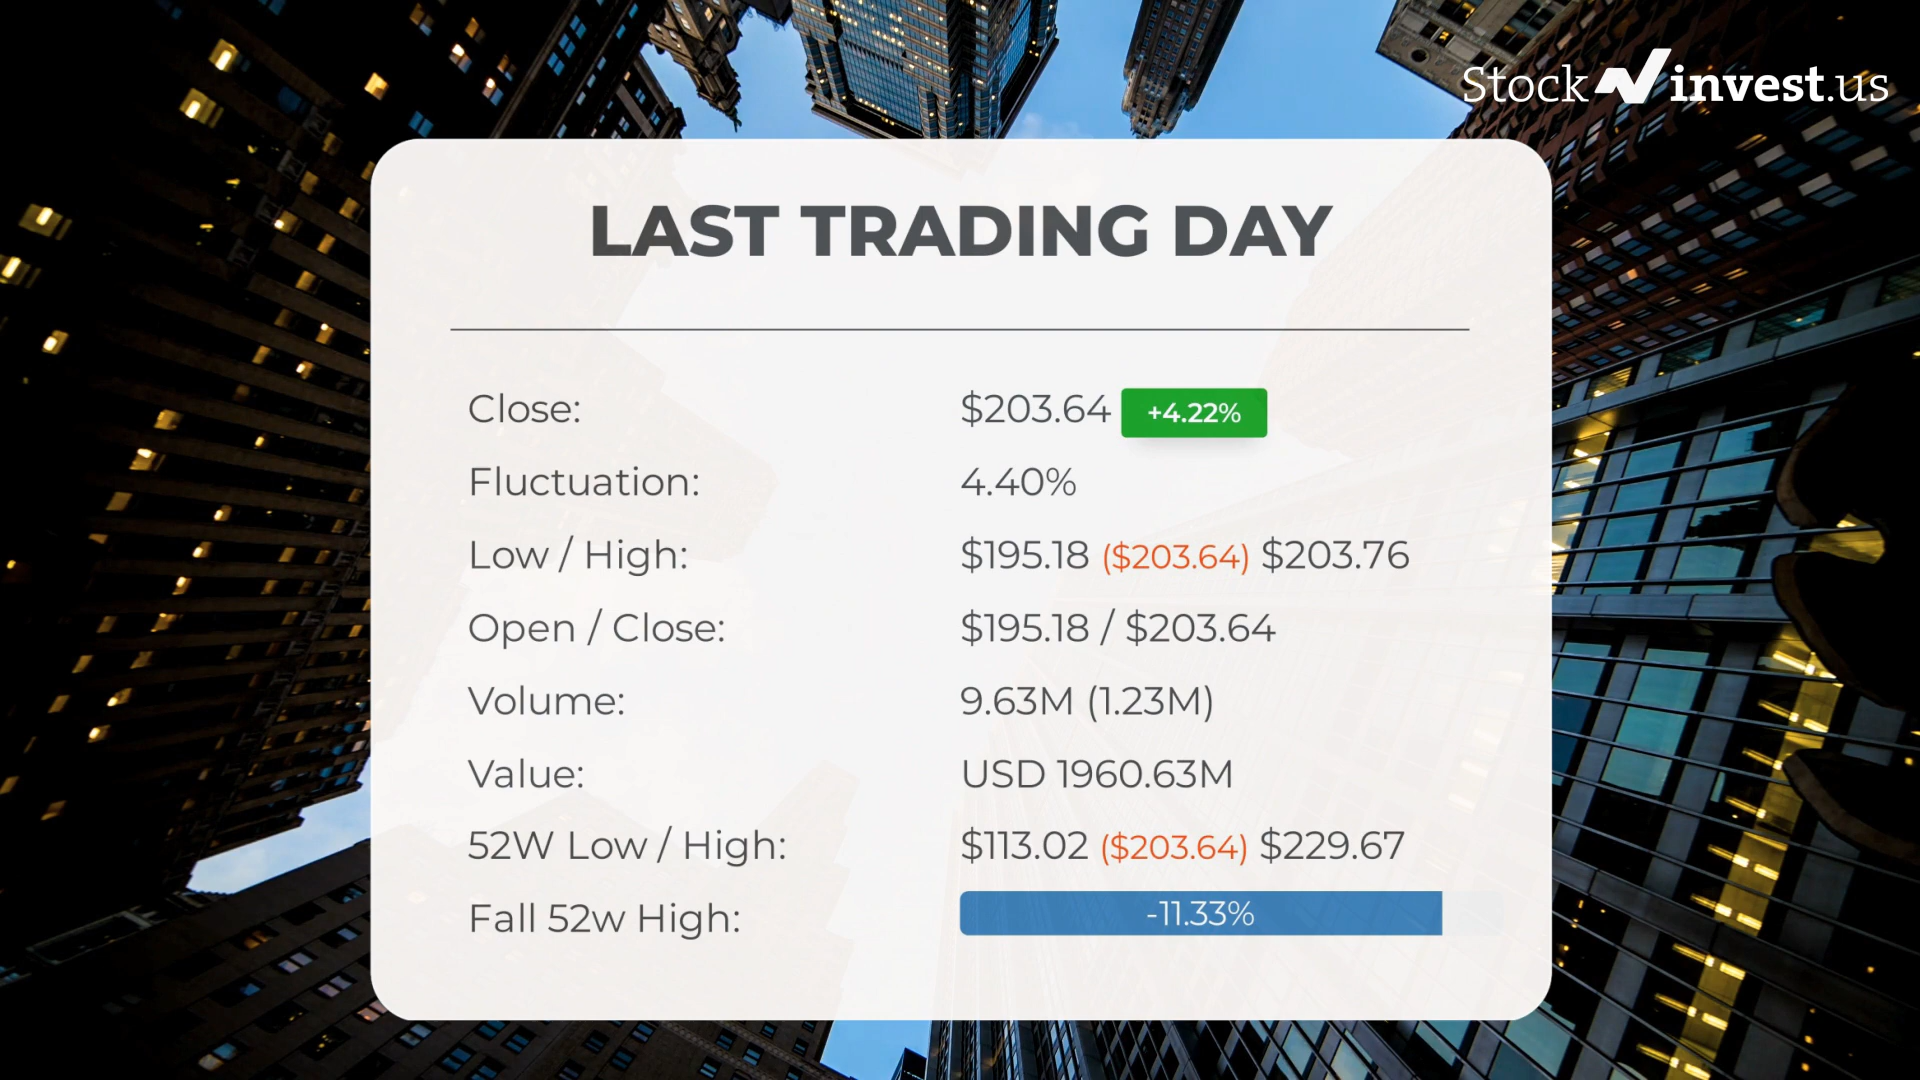 Stock invest.us
LAST TRADING DAY
Close: $203.64 +4.22%
Fluctuation: 4.40%
Low / High: $195.18 ($203.64) $203.76
Open / Close: $195.18 / $203.64
Volume: 9.63M (1.23M)
Value: USD 1960.63M
52W Low / High: $113.02 ($203.64) $229.67
Fall 52w High: -11.33%